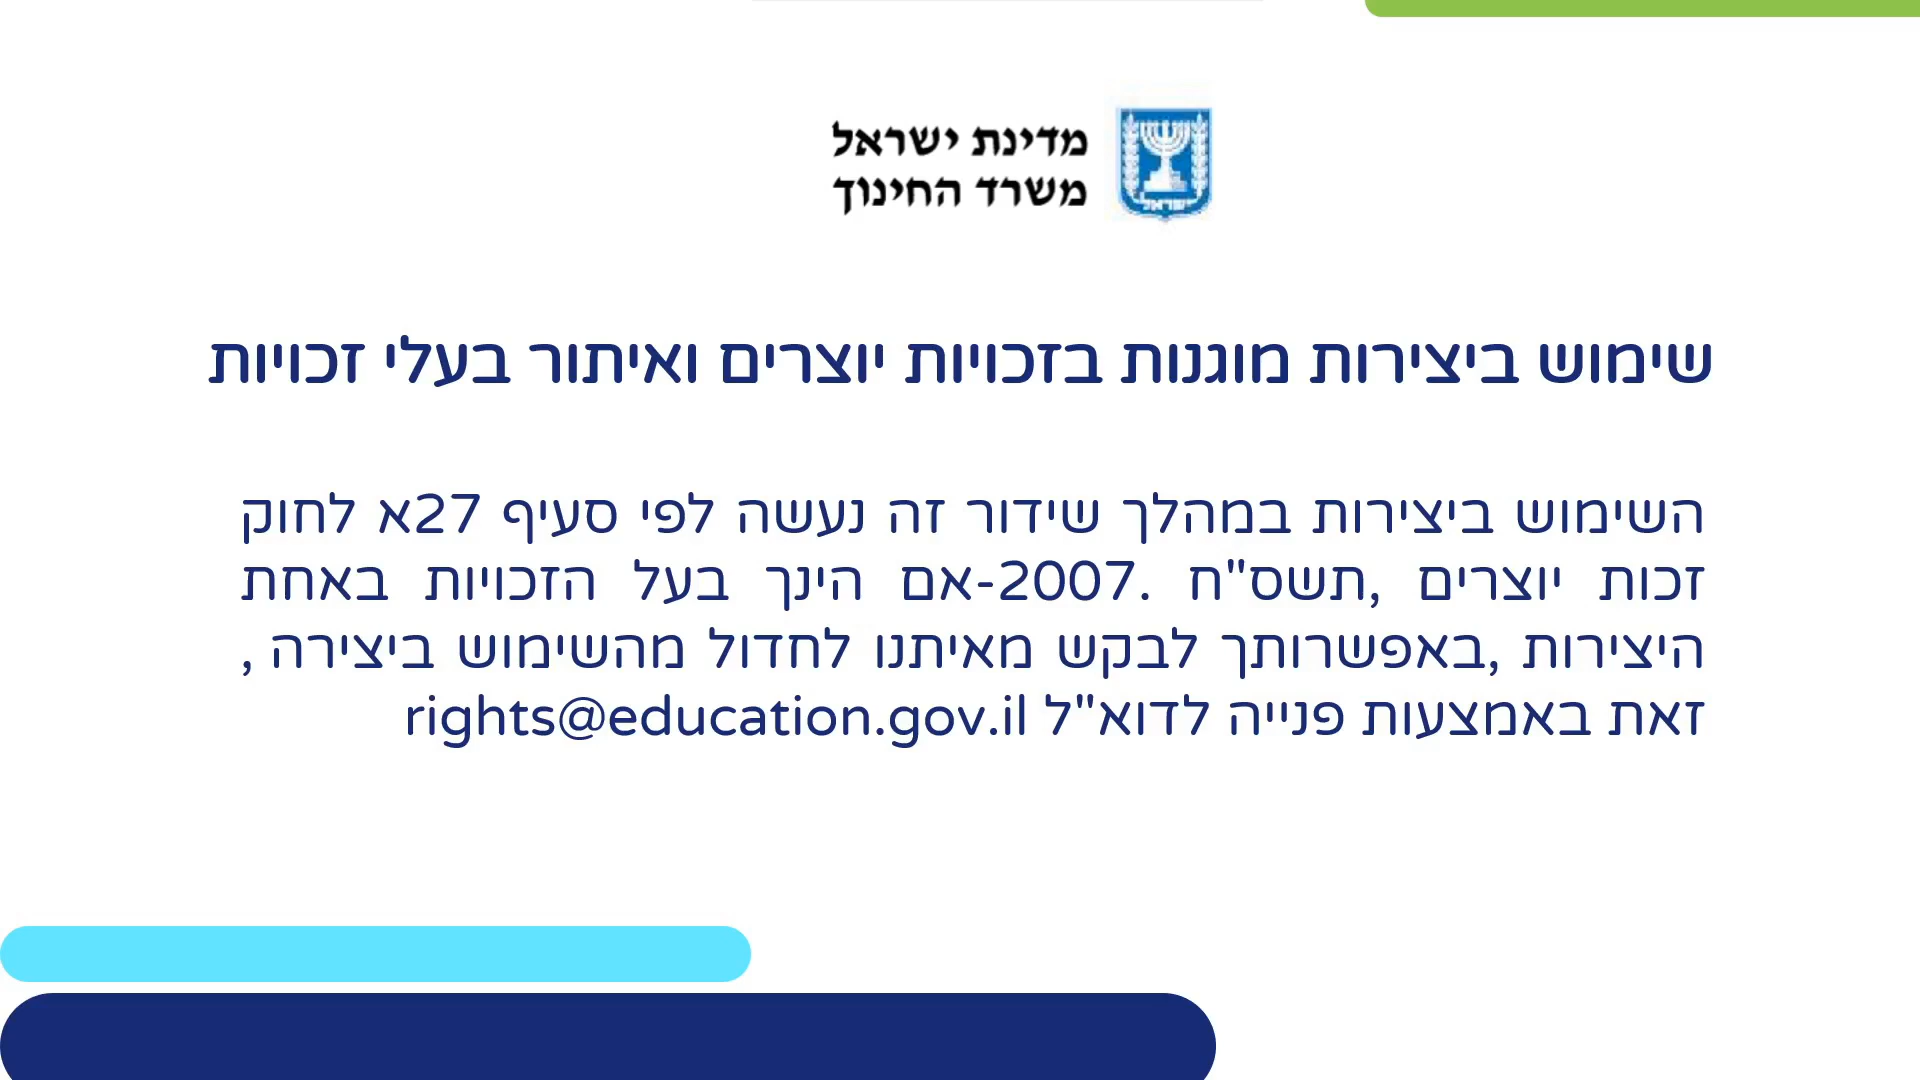 מדינת ישראל
משרד החינוך
ישראל
שימוש ביצירות מוגנות בזכויות יוצרים ואיתור בעלי זכויות
השימוש ביצירות במהלך שידור זה נעשה לפי סעיף 27א לחוק
זכות יוצרים ,תשס"ח .2007-אם הינך בעל הזכויות באחת
היצירות ,באפשרותך לבקש מאיתנו לחדול מהשימוש ביצירה ,
זאת באמצעות פנייה לדוא"ל rights@education.gov.il